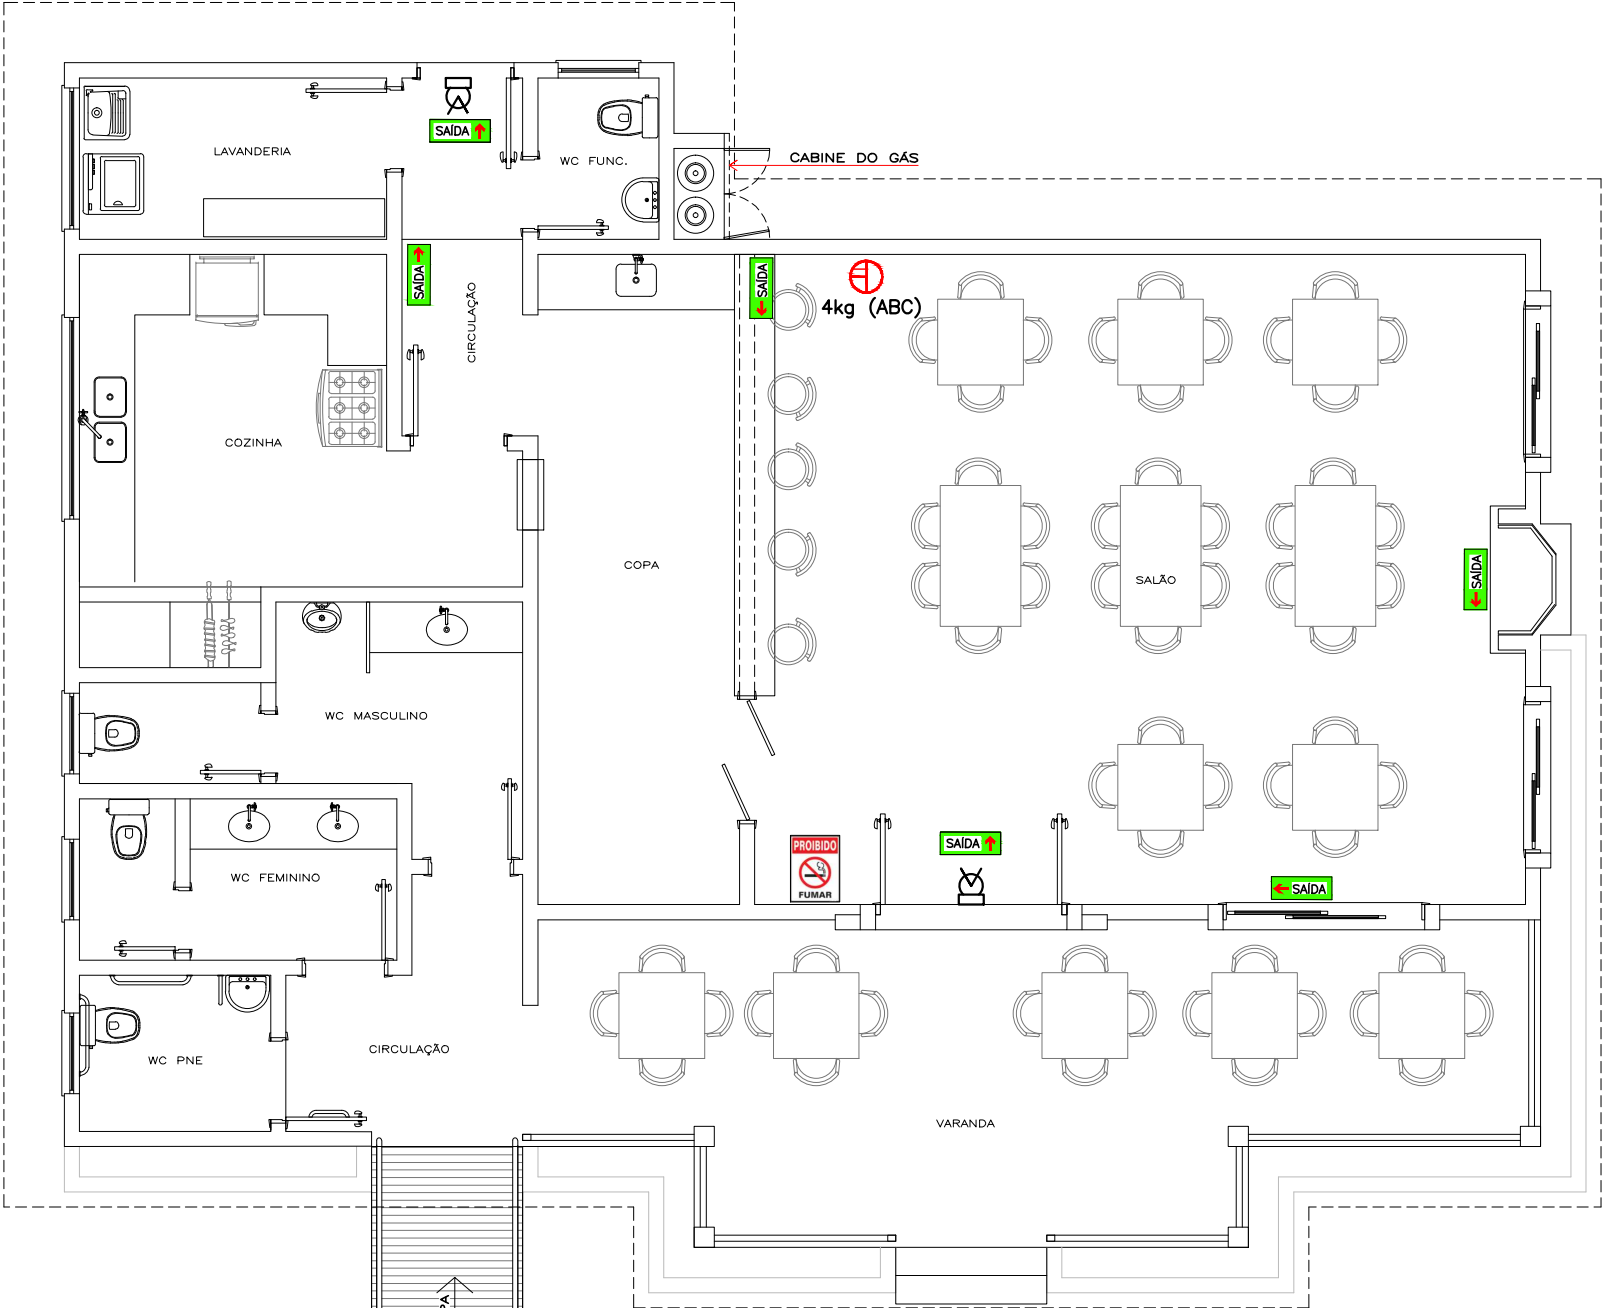 SAÍDA
LAVANDERIA
WC FUNC.
CABINE DO GÁS
SAÍDA
CIRCULAÇÃO
SAÍDA
4kg (ABC)
COZINHA
COPA
SALÃO
SAÍDA
WC MASCULINO
PROIBIDO
FUMAR
SAÍDA
WC FEMININO
SAÍDA
CIRCULAÇÃO
WC PNE
VARANDA